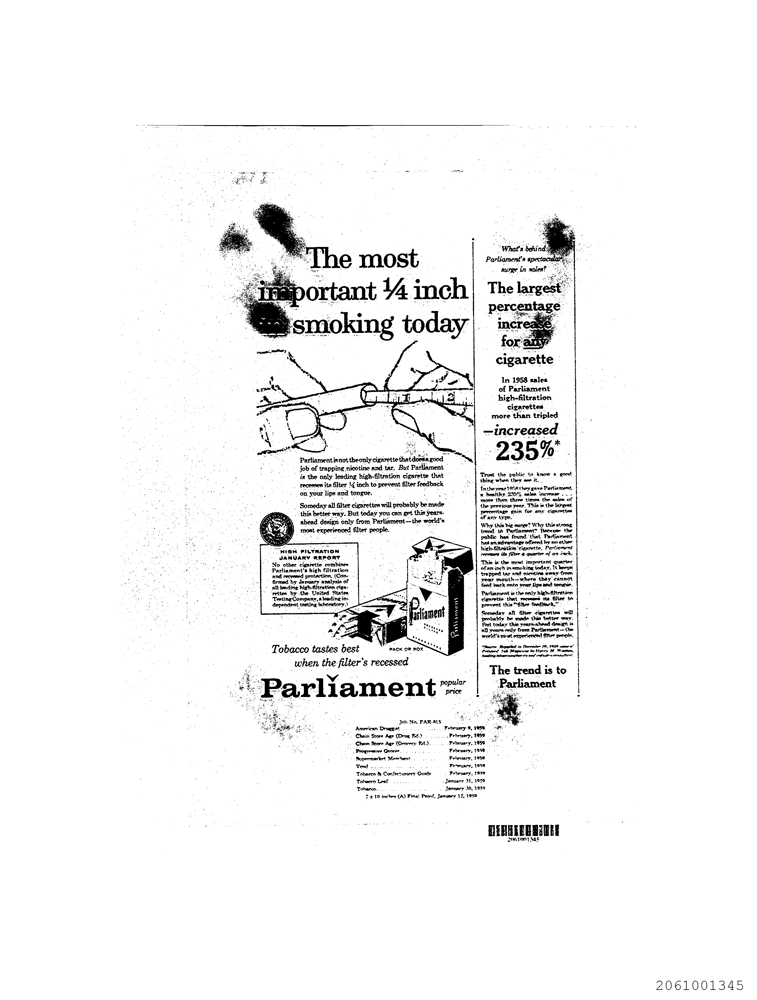 The most
important ¼ inch
in smoking today
Parliament is not the only cigarette that does a good
job of trapping nicotine and tar. But Parliament
is the only leading high-filtration cigarette that
recesses its filter ¼ inch to prevent filter feedback
on your lips and tongue.
Someday all filter cigarettes will probably be made
this better way. But today you can get this years-
ahead design only from Parliament—the world's
most experienced filter people.
HIGH FILTRATION
JANUARY REPORT
No other cigarette combines
Parliament's high filtration
and recessed protection. (Con-
firmed by January analysis of
all leading high-filtration ciga-
rettes by the United States
Testing Company, a leading in-
dependent testing laboratory.)
Parliament
Parliament
PACK OR BOX
Tobacco tastes best
when the filter's recessed
Parliament popular
price
What's behind
Parliament's spectacular
surge in sales?
The largest
percentage
increase
for any
cigarette
In 1958 sales
of Parliament
high-filtration
cigarettes
more than tripled
—increased
235%*
Trust the public to know a good
thing when they see it.
In the year 1958 they gave Parliament
a healthy 235% sales increase . . .
more than three times the sales of
the previous year. This is the largest
percentage gain for any cigarettes
of any type.
Why this big surge? Why this strong
trend to Parliament? Because the
public has found that Parliament
has an advantage offered by no other
high-filtration cigarette. Parliament
recesses its filter a quarter of an inch.
This is the most important quarter
of an inch in smoking today. It keeps
trapped tar and nicotine away from
your mouth—where they cannot
feed back onto your lips and tongue.
Parliament is the only high-filtration
cigarette that recesses its filter to
prevent this "filter feedback."
Someday all filter cigarettes will
probably be made this better way.
But today this years-ahead design is
all yours only from Parliament—the
world's most experienced filter people.
The trend is to
Parliament
Job No. PAR-815
American Druggist February 9, 1959
Chain Store Age (Drug Ed.) February, 1959
Chain Store Age (Grocery Ed.) February, 1959
Progressive Grocer February, 1959
Supermarket Merchant February, 1959
Vend February, 1959
Tobacco & Confectionery Guide February, 1959
Tobacco Leaf January 31, 1959
Tobacco January 30, 1959
7 x 10 inches (A) Final Proof, January 12, 1959
2061001345
2061001345